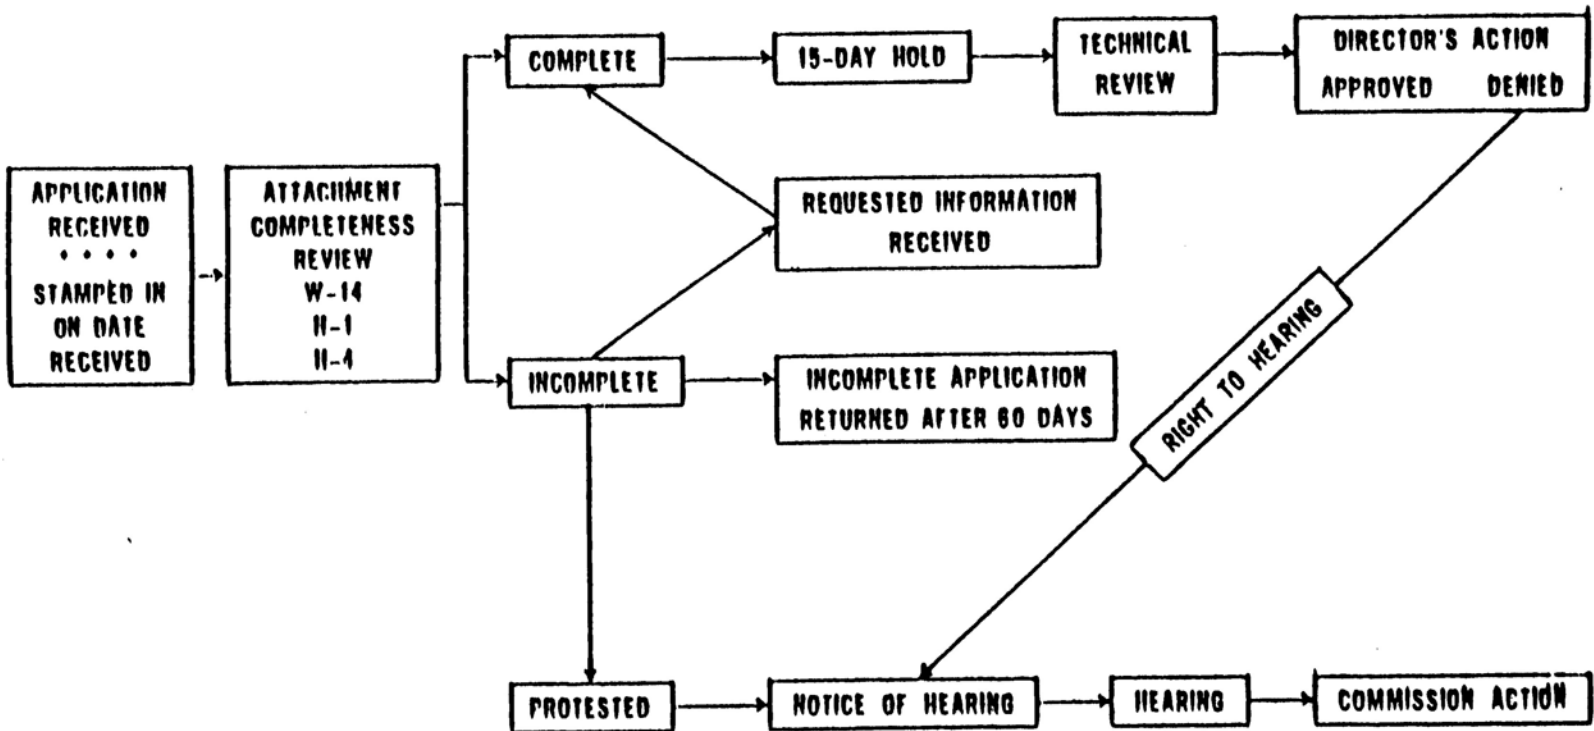 COMPLETE
15-DAY HOLD
TECHNICAL
REVIEW
DIRECTOR'S ACTION
APPROVED DENIED
APPLICATION
RECEIVED
• • • •
STAMPED IN
ON DATE
RECEIVED
ATTACHMENT
COMPLETENESS
REVIEW
W-14
H-1
H-4
REQUESTED INFORMATION
RECEIVED
INCOMPLETE
INCOMPLETE APPLICATION
RETURNED AFTER 60 DAYS
RIGHT TO HEARING
PROTESTED
NOTICE OF HEARING
HEARING
COMMISSION ACTION